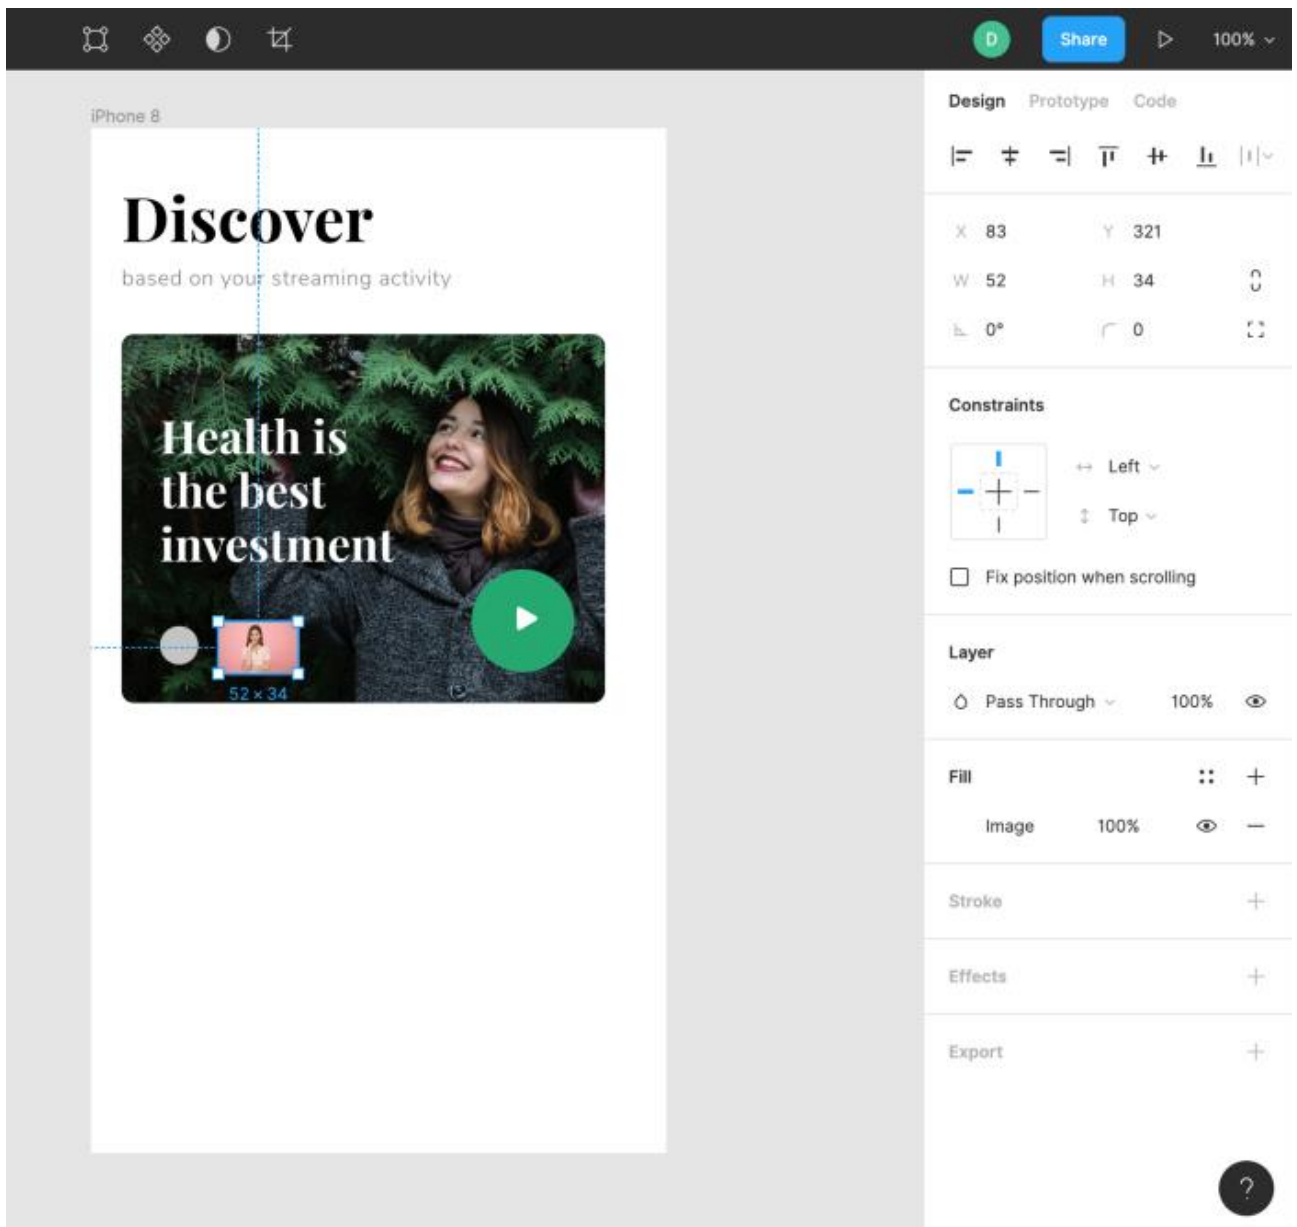 D
Share
100%
iPhone 8
Discover
based on your streaming activity
Health is
the best
investment
52 × 34
Design Prototype Code
X 83 Y 321
W 52 H 34
0° 0
Constraints
Left
Top
Fix position when scrolling
Layer
Pass Through 100%
Fill
Image 100%
Stroke
Effects
Export
?